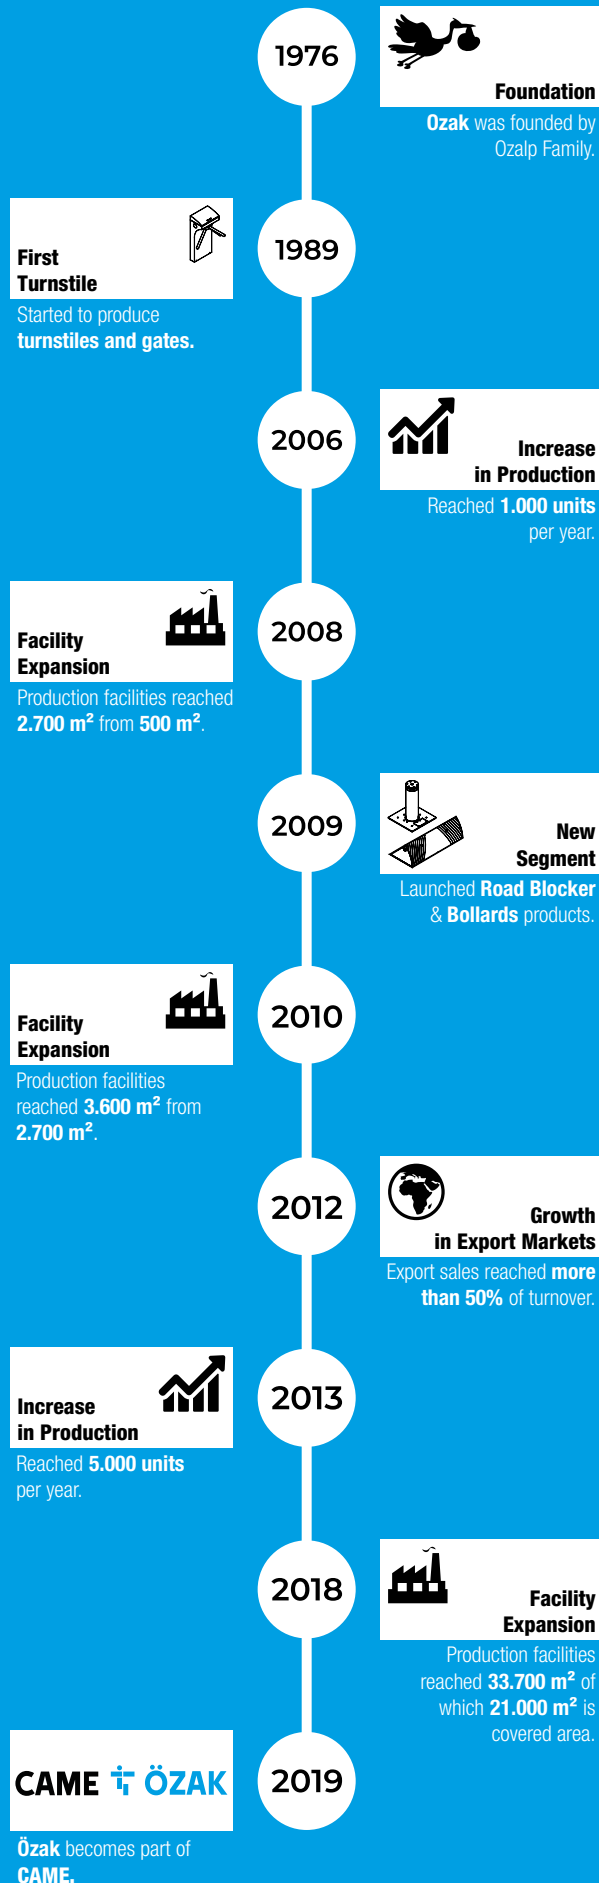 1976
Foundation
Ozak was founded by
Ozalp Family.
1989
First
Turnstile
Started to produce
turnstiles and gates.
2006
Increase
in Production
Reached 1.000 units
per year.
2008
Facility
Expansion
Production facilities reached
2.700 m² from 500 m².
2009
New
Segment
Launched Road Blocker
& Bollards products.
2010
Facility
Expansion
Production facilities
reached 3.600 m² from
2.700 m².
2012
Growth
in Export Markets
Export sales reached more
than 50% of turnover.
2013
Increase
in Production
Reached 5.000 units
per year.
2018
Facility
Expansion
Production facilities
reached 33.700 m² of
which 21.000 m² is
covered area.
2019
CAME ÖZAK
Özak becomes part of
CAME.